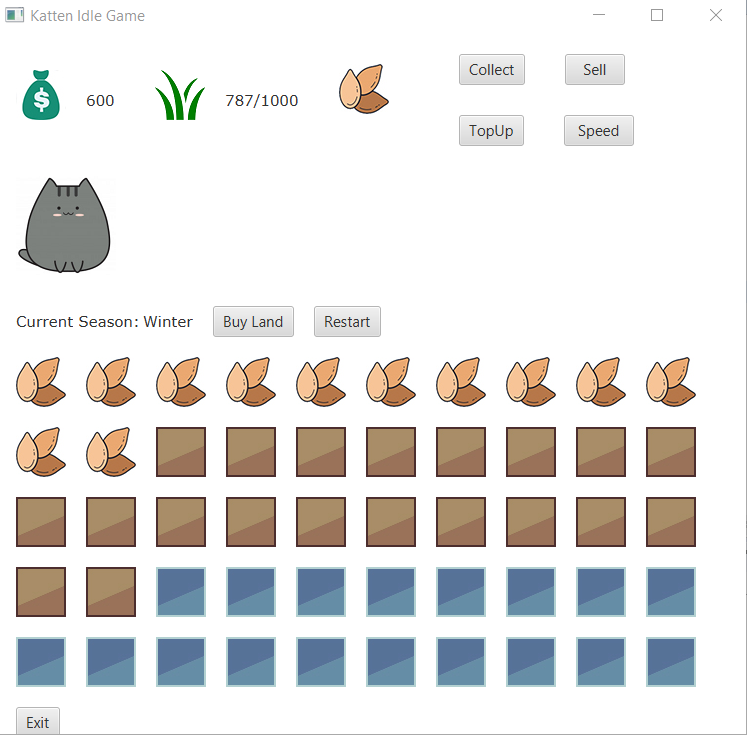 Katten Idle Game
Collect Sell
$ 600 787/1000
TopUp Speed
Current Season: Winter Buy Land Restart
Exit